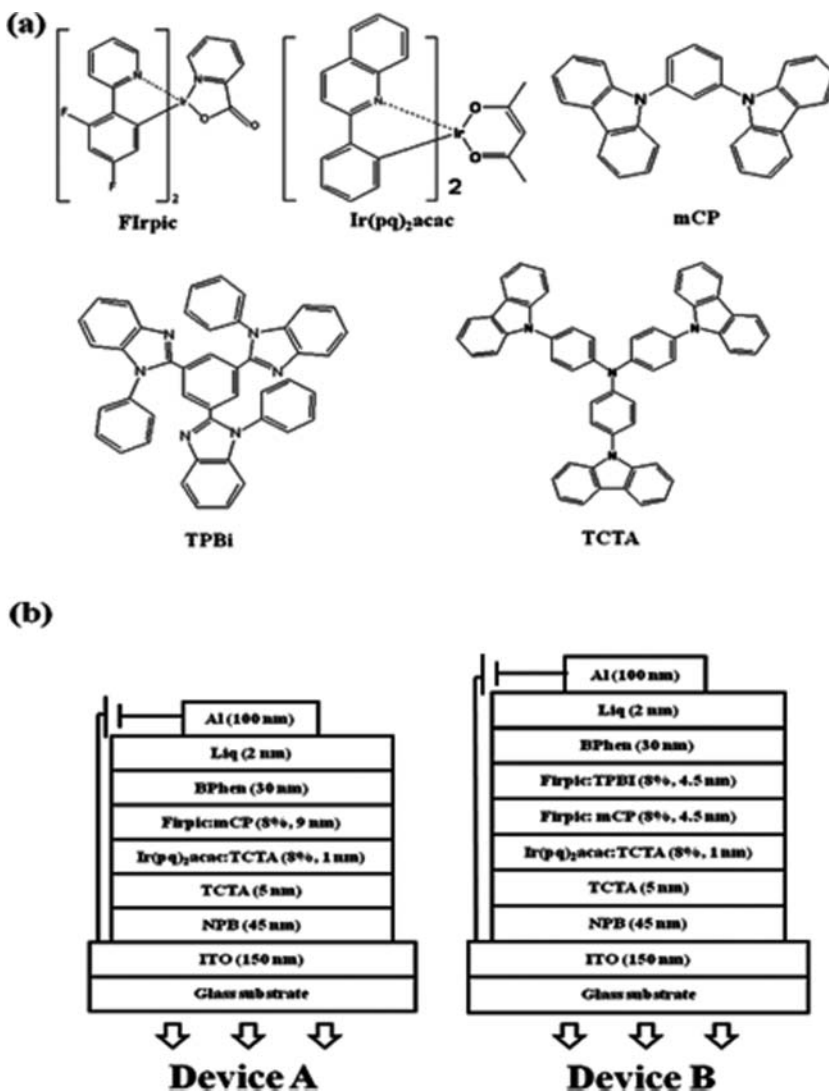 (a)
N
Ir
N
O
O
F
F
2
FIrpic
N
Ir
O
O
2
Ir(pq)₂acac
N
N
mCP
N
N
N
N
N
N
TPBi
N
N
N
N
TCTA
(b)
Al (100 nm)
Liq (2 nm)
BPhen (30 nm)
Firpic:mCP (8%, 9 nm)
Ir(pq)₂acac:TCTA (8%, 1 nm)
TCTA (5 nm)
NPB (45 nm)
ITO (150 nm)
Glass substrate
Device A
Al (100 nm)
Liq (2 nm)
BPhen (30 nm)
Firpic:TPBI (8%, 4.5 nm)
Firpic: mCP (8%, 4.5 nm)
Ir(pq)₂acac:TCTA (8%, 1 nm)
TCTA (5 nm)
NPB (45 nm)
ITO (150 nm)
Glass substrate
Device B